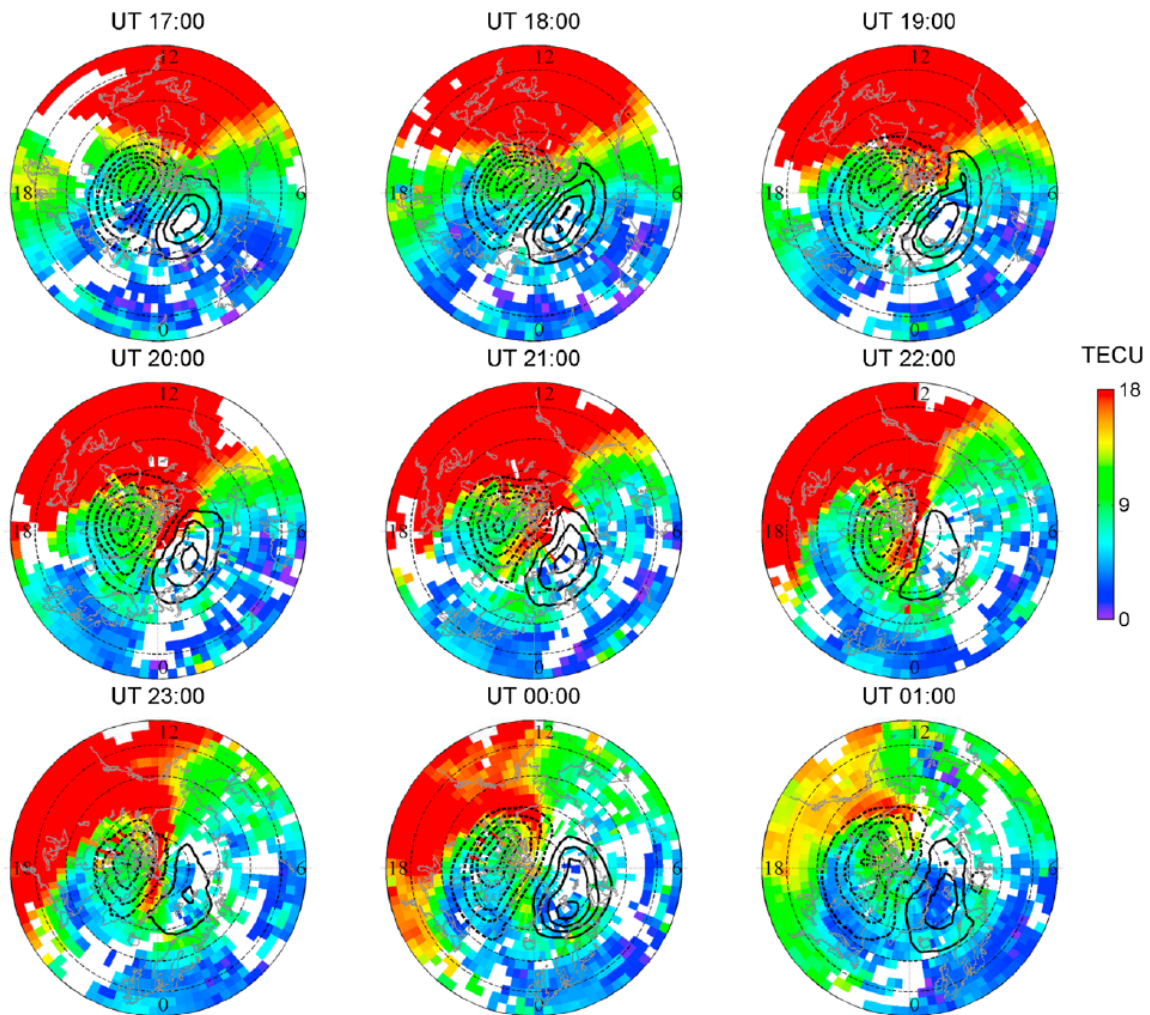 UT 17:00 UT 18:00 UT 19:00
12 12 12
18 6 18 6 18 6
0 0 0
UT 20:00 UT 21:00 UT 22:00 TECU
12 12 12 18
18 6 18 6 18 6 9
0 0 0 0
UT 23:00 UT 00:00 UT 01:00
12 12 12
18 6 18 6 18 6
0 0 0